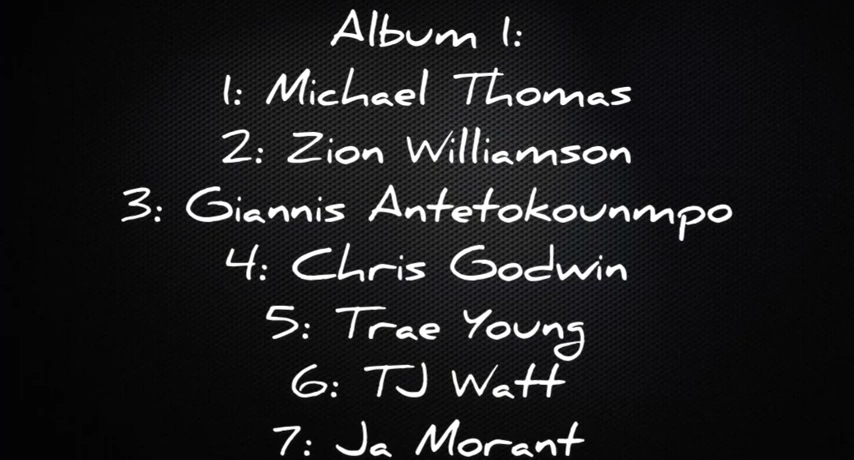 Album 1:
1: Michael Thomas
2: Zion Williamson
3: Giannis Antetokounmpo
4: Chris Godwin
5: Trae Young
6: TJ Watt
7: Ja Morant